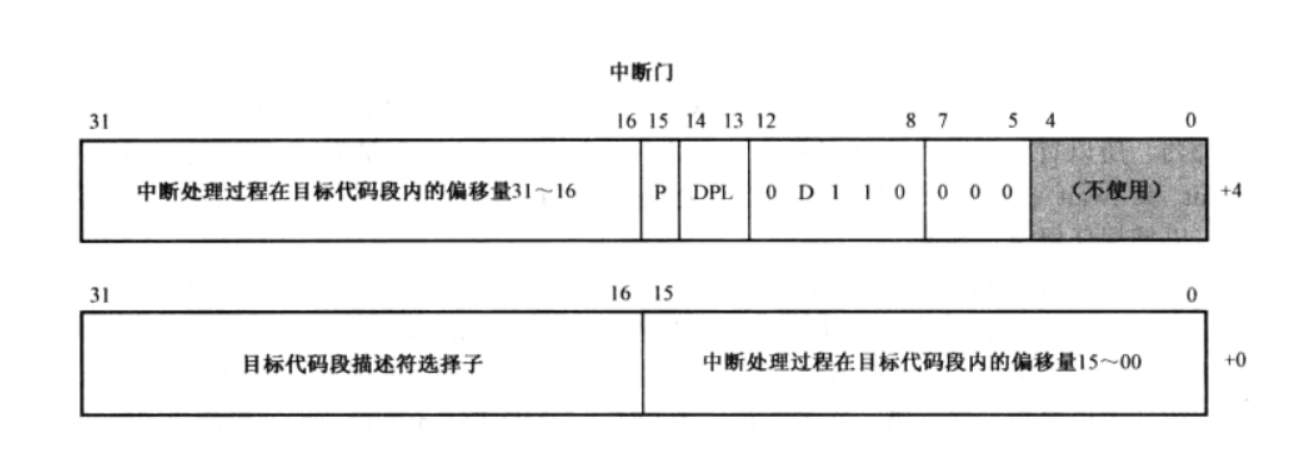 中断门
31 16 15 14 13 12 8 7 5 4 0
中断处理过程在目标代码段内的偏移量31～16 P DPL 0 D 1 1 0 0 0 0 （不使用） +4
31 16 15 0
目标代码段描述符选择子 中断处理过程在目标代码段内的偏移量15～00 +0